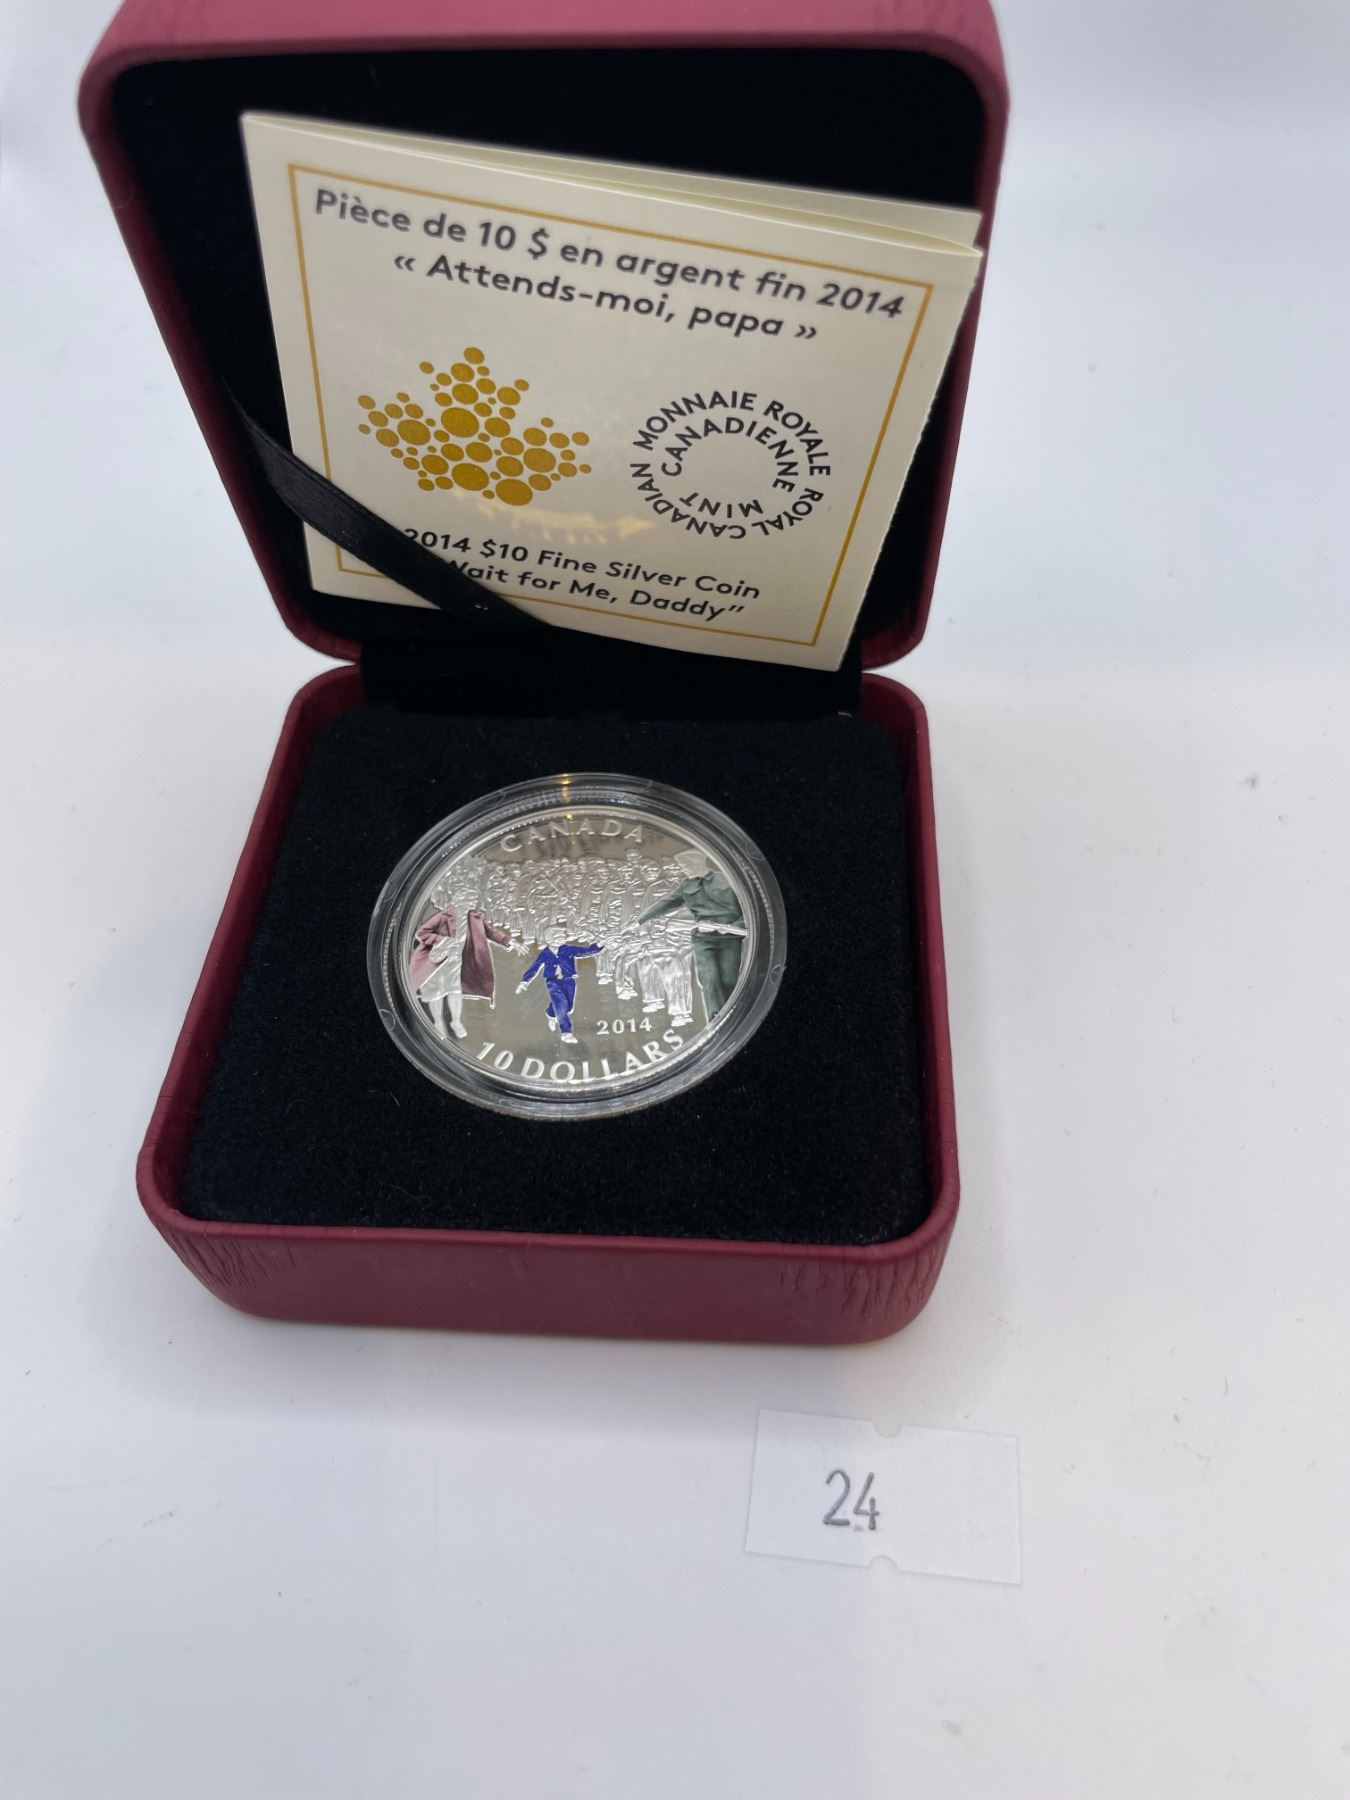 Pièce de 10 $ en argent fin 2014
« Attends-moi, papa »
MONNAIE ROYALE CANADIENNE
ROYAL CANADIAN MINT
2014 $10 Fine Silver Coin
Wait for Me, Daddy”
CANADA
2014
10 DOLLARS
24